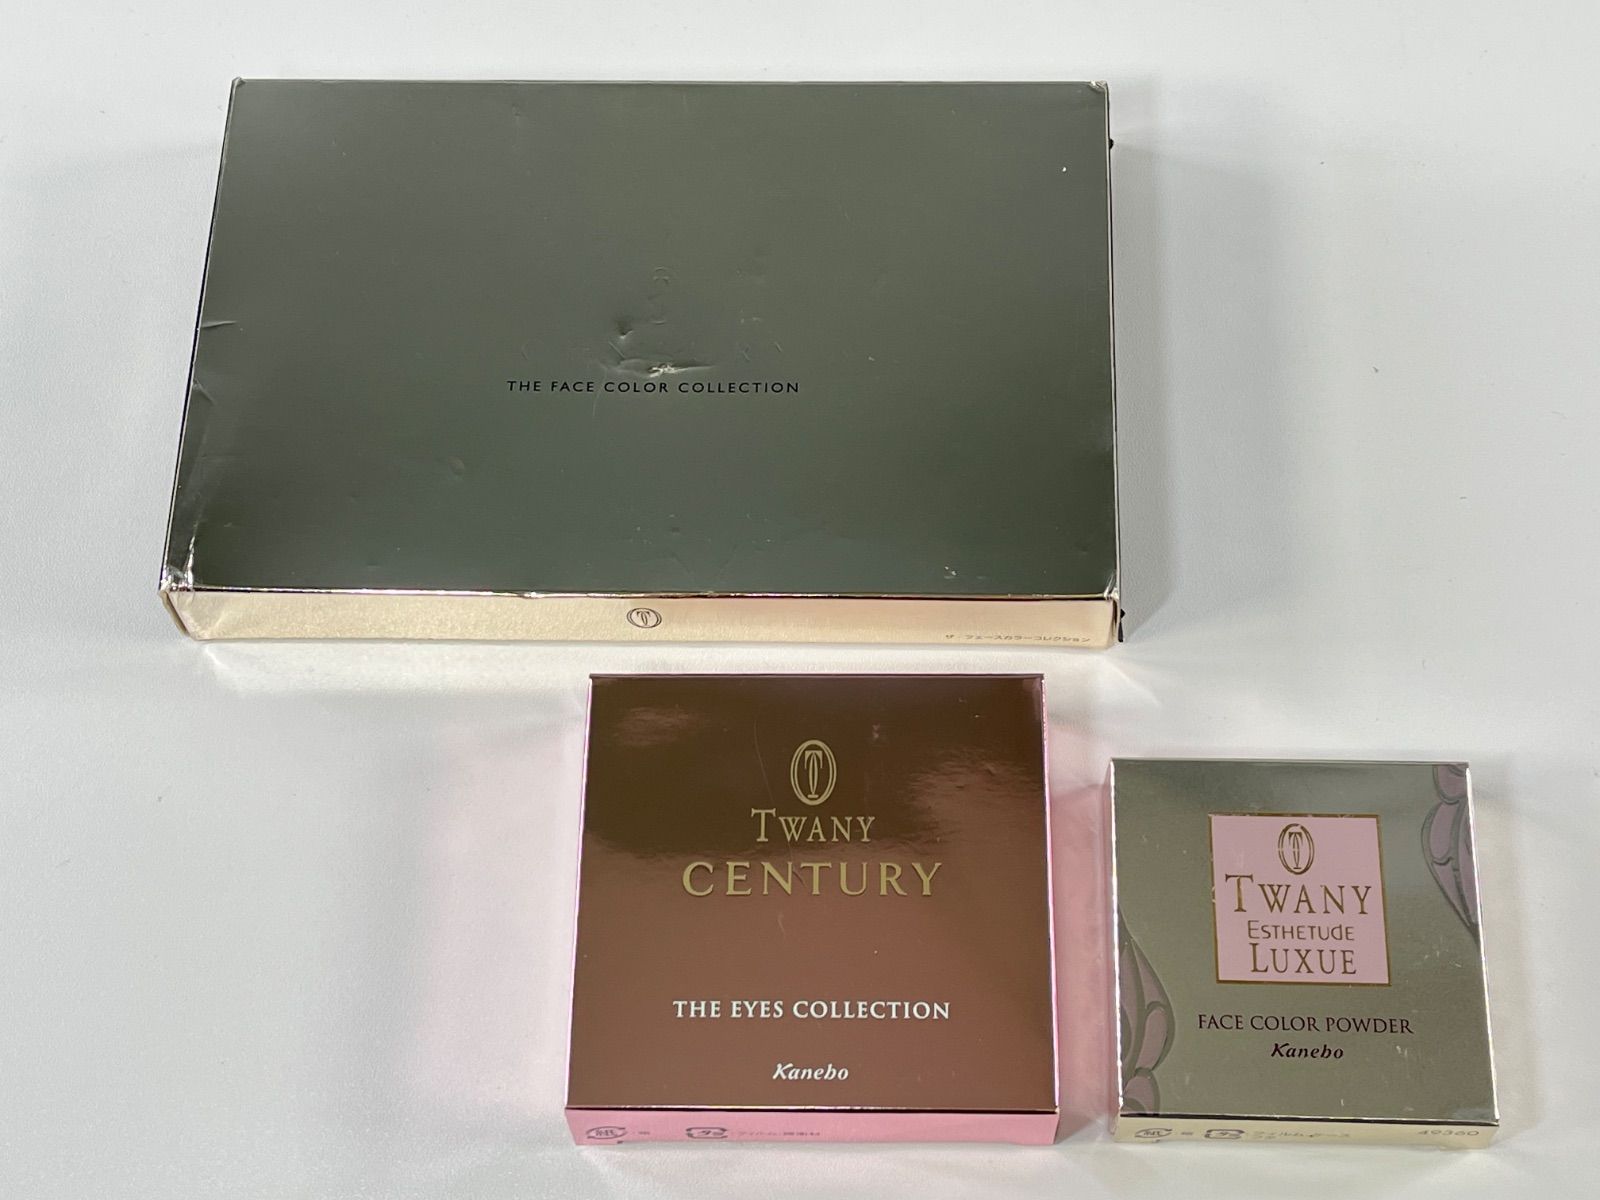 THE FACE COLOR COLLECTION
ザ・フェースカラーコレクション
TWANY
CENTURY
THE EYES COLLECTION
Kanebo
TWANY
ESTHETUDE
LUXUE
FACE COLOR POWDER
Kanebo
49360